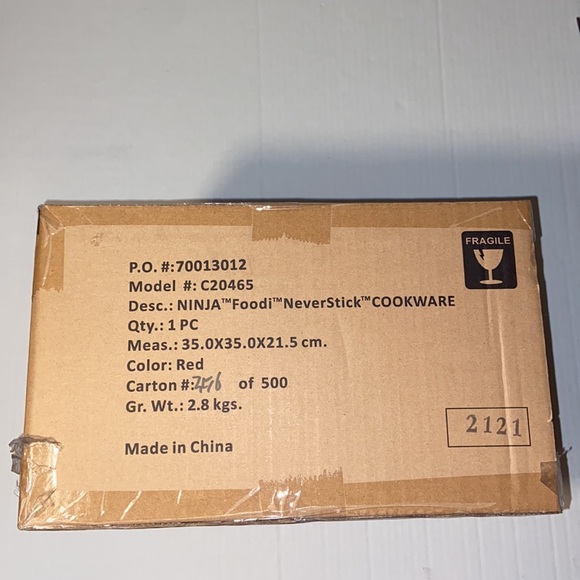 FRAGILE
P.O. #:70013012
Model #: C20465
Desc.: NINJA™Foodi™NeverStick™COOKWARE
Qty.: 1 PC
Meas.: 35.0X35.0X21.5 cm.
Color: Red
Carton #: of 500
Gr. Wt.: 2.8 kgs.
Made in China
2121